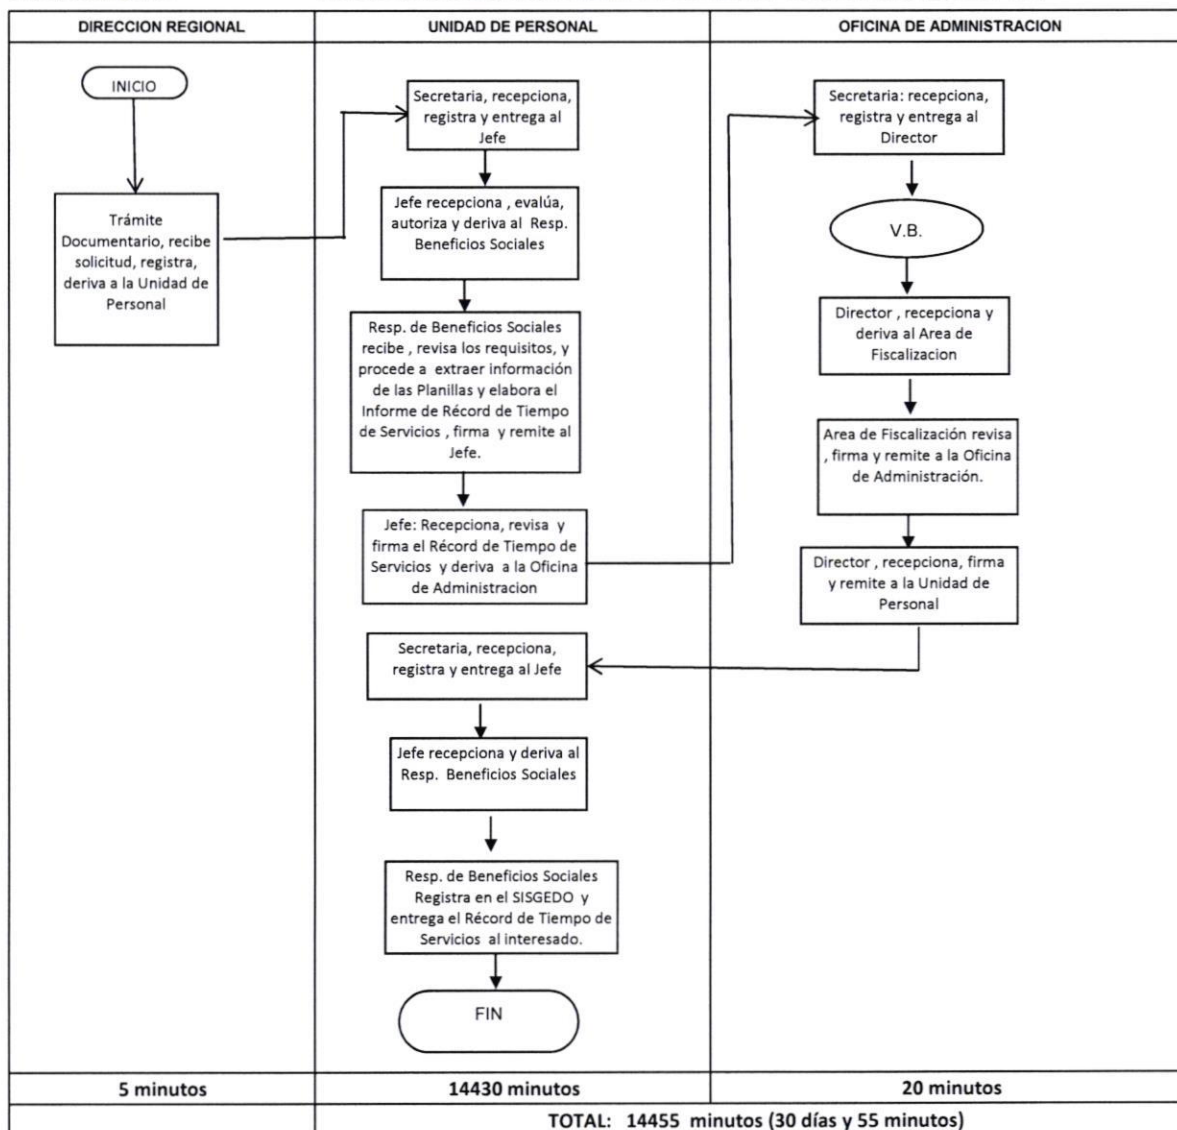 DIRECCION REGIONAL
UNIDAD DE PERSONAL
OFICINA DE ADMINISTRACION
INICIO
Trámite
Documentario, recibe
solicitud, registra,
deriva a la Unidad de
Personal
Secretaria, recepciona,
registra y entrega al
Jefe
Jefe recepciona , evalúa,
autoriza y deriva al Resp.
Beneficios Sociales
Resp. de Beneficios Sociales
recibe , revisa los requisitos, y
procede a extraer información
de las Planillas y elabora el
Informe de Récord de Tiempo
de Servicios , firma y remite al
Jefe.
Jefe: Recepciona, revisa y
firma el Récord de Tiempo de
Servicios y deriva a la Oficina
de Administracion
Secretaria: recepciona,
registra y entrega al
Director
V.B.
Director , recepciona y
deriva al Area de
Fiscalizacion
Area de Fiscalización revisa
, firma y remite a la Oficina
de Administración.
Director , recepciona, firma
y remite a la Unidad de
Personal
Secretaria, recepciona,
registra y entrega al Jefe
Jefe recepciona y deriva al
Resp. Beneficios Sociales
Resp. de Beneficios Sociales
Registra en el SISGEDO y
entrega el Récord de Tiempo de
Servicios al interesado.
FIN
5 minutos
14430 minutos
20 minutos
TOTAL: 14455 minutos (30 días y 55 minutos)